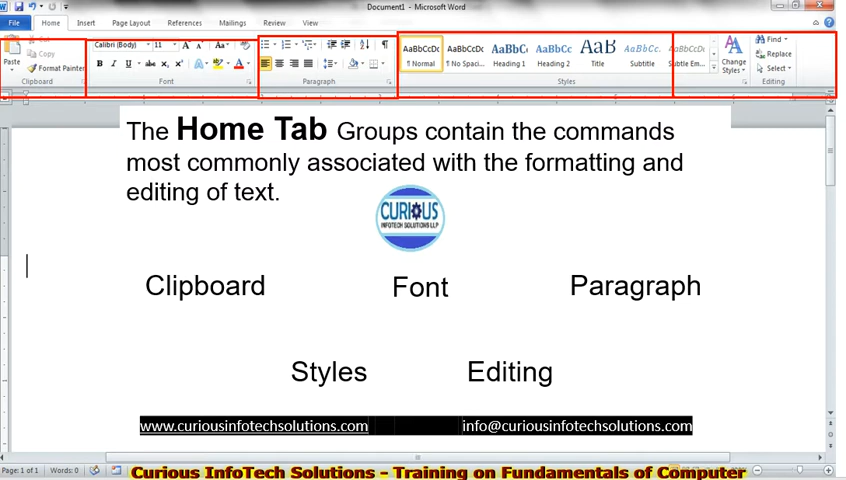 Document1 - Microsoft Word
File Home Insert Page Layout References Mailings Review View
Calibri (Body) 11
Paste Cut
Copy
Format Painter
Clipboard
Font
Paragraph
AaBbCcDc AaBbCcDc AaBbC AaBbCc AaB AaBbCc. AaBbCcDc
¶ Normal ¶ No Spaci... Heading 1 Heading 2 Title Subtitle Subtle Em...
Change Styles
Styles
Find
Replace
Select
Editing
The Home Tab Groups contain the commands
most commonly associated with the formatting and
editing of text.
CURIOUS
INFOTECH SOLUTIONS LLP
Clipboard Font Paragraph
Styles Editing
www.curiousinfotechsolutions.com info@curiousinfotechsolutions.com
Page: 1 of 1 Words: 0
Curious InfoTech Solutions - Training on Fundamentals of Computer